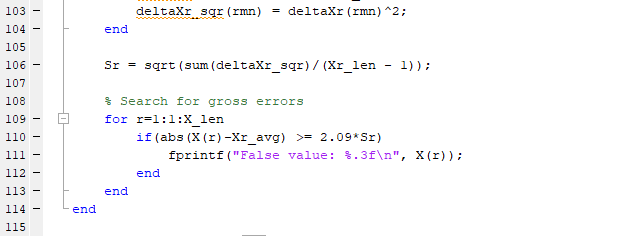 103 – deltaXr_sqr(rmn) = deltaXr(rmn)^2;
104 – end
105
106 – Sr = sqrt(sum(deltaXr_sqr)/(Xr_len - 1));
107
108 % Search for gross errors
109 – for r=1:1:X_len
110 – if(abs(X(r)-Xr_avg) >= 2.09*Sr)
111 – fprintf("False value: %.3f\n", X(r));
112 – end
113 – end
114 – end
115